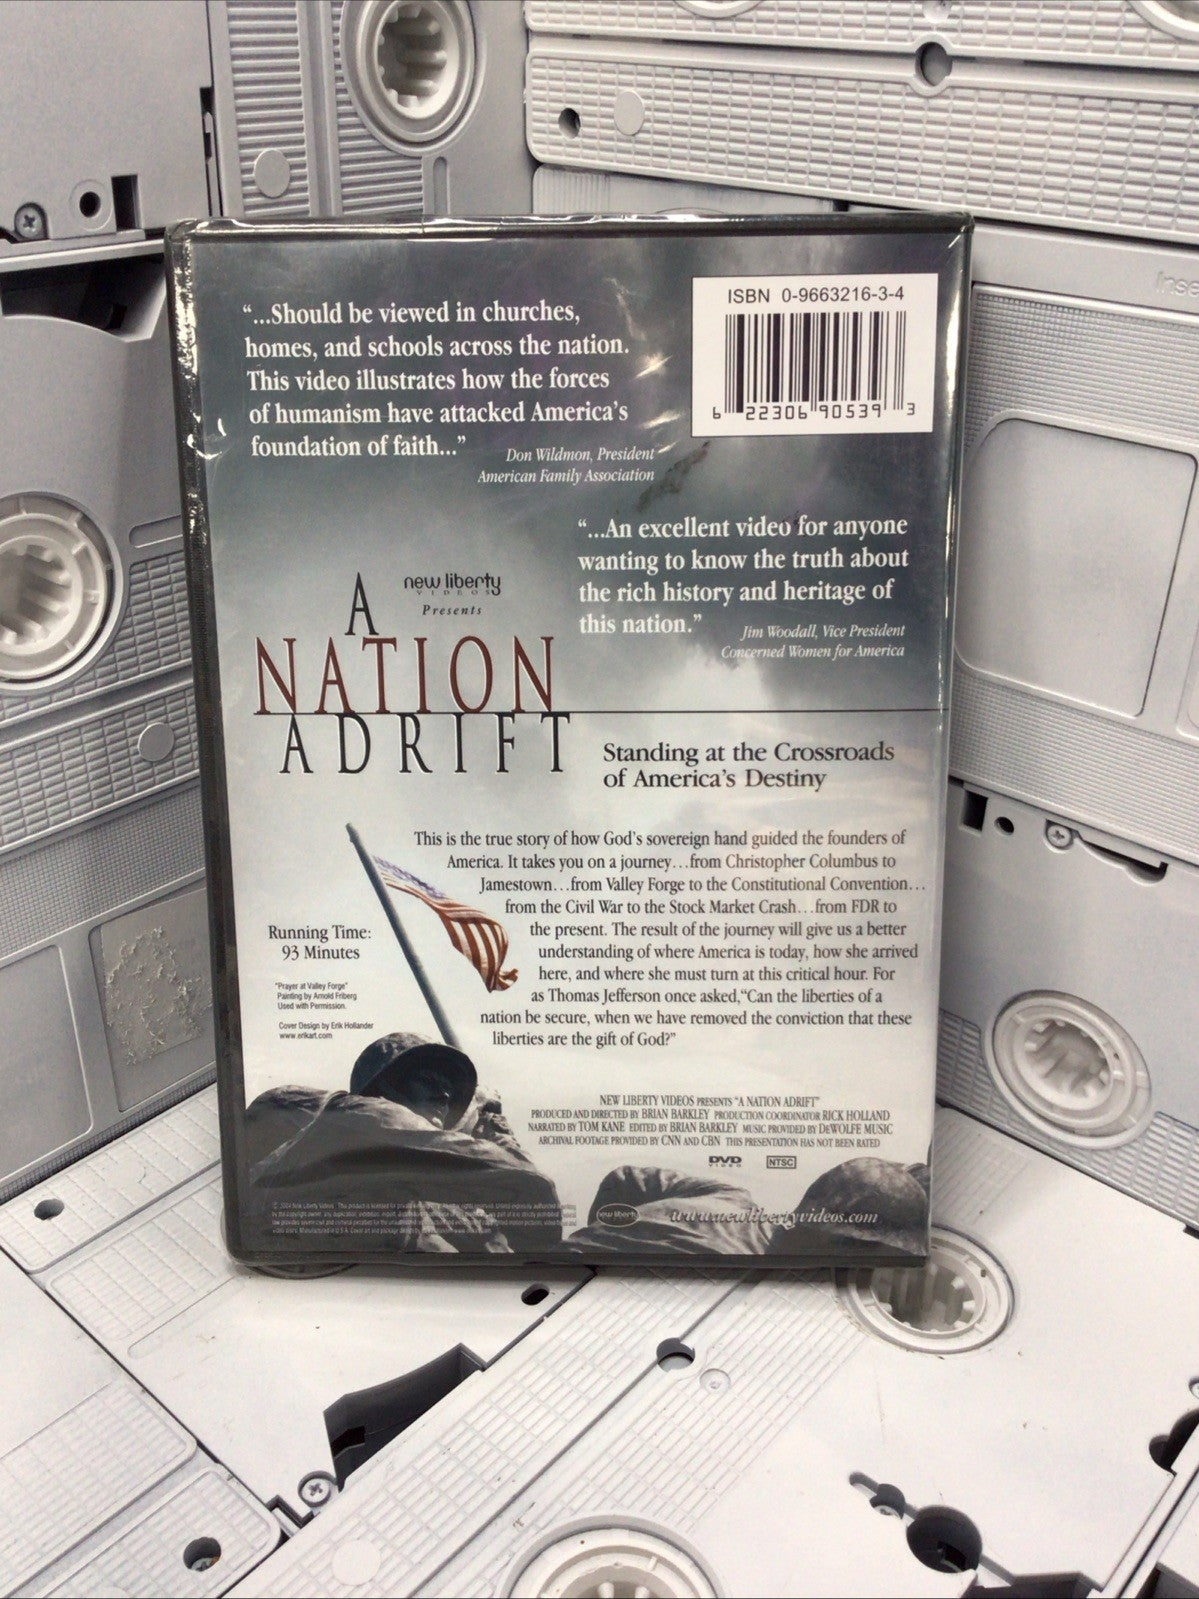 Inse
"...Should be viewed in churches,
homes, and schools across the nation.
This video illustrates how the forces
of humanism have attacked America's
foundation of faith..."
Don Wildmon, President
American Family Association
ISBN 0-9663216-3-4
6 22306 90539 3
"...An excellent video for anyone
wanting to know the truth about
the rich history and heritage of
this nation."
Jim Woodall, Vice President
Concerned Women for America
new liberty
VIDEOS
Presents
A
NATION
ADRIFT
Standing at the Crossroads
of America's Destiny
This is the true story of how God's sovereign hand guided the founders of
America. It takes you on a journey...from Christopher Columbus to
Jamestown...from Valley Forge to the Constitutional Convention...
from the Civil War to the Stock Market Crash...from FDR to
the present. The result of the journey will give us a better
understanding of where America is today, how she arrived
here, and where she must turn at this critical hour. For
as Thomas Jefferson once asked,"Can the liberties of a
nation be secure, when we have removed the conviction that these
liberties are the gift of God?"
Running Time:
93 Minutes
"Prayer at Valley Forge"
Painting by Arnold Friberg
Used with Permission.
Cover Design by Erik Hollander
www.erikart.com
NEW LIBERTY VIDEOS PRESENTS "A NATION ADRIFT"
PRODUCED AND DIRECTED BY BRIAN BARKLEY PRODUCTION COORDINATOR RICK HOLLAND
NARRATED BY TOM KANE EDITED BY BRIAN BARKLEY MUSIC PROVIDED BY DeWOLFE MUSIC
ARCHIVAL FOOTAGE PROVIDED BY CNN AND CBN THIS PRESENTATION HAS NOT BEEN RATED
DVD
VIDEO
NTSC
new liberty
www.newlibertyvideos.com